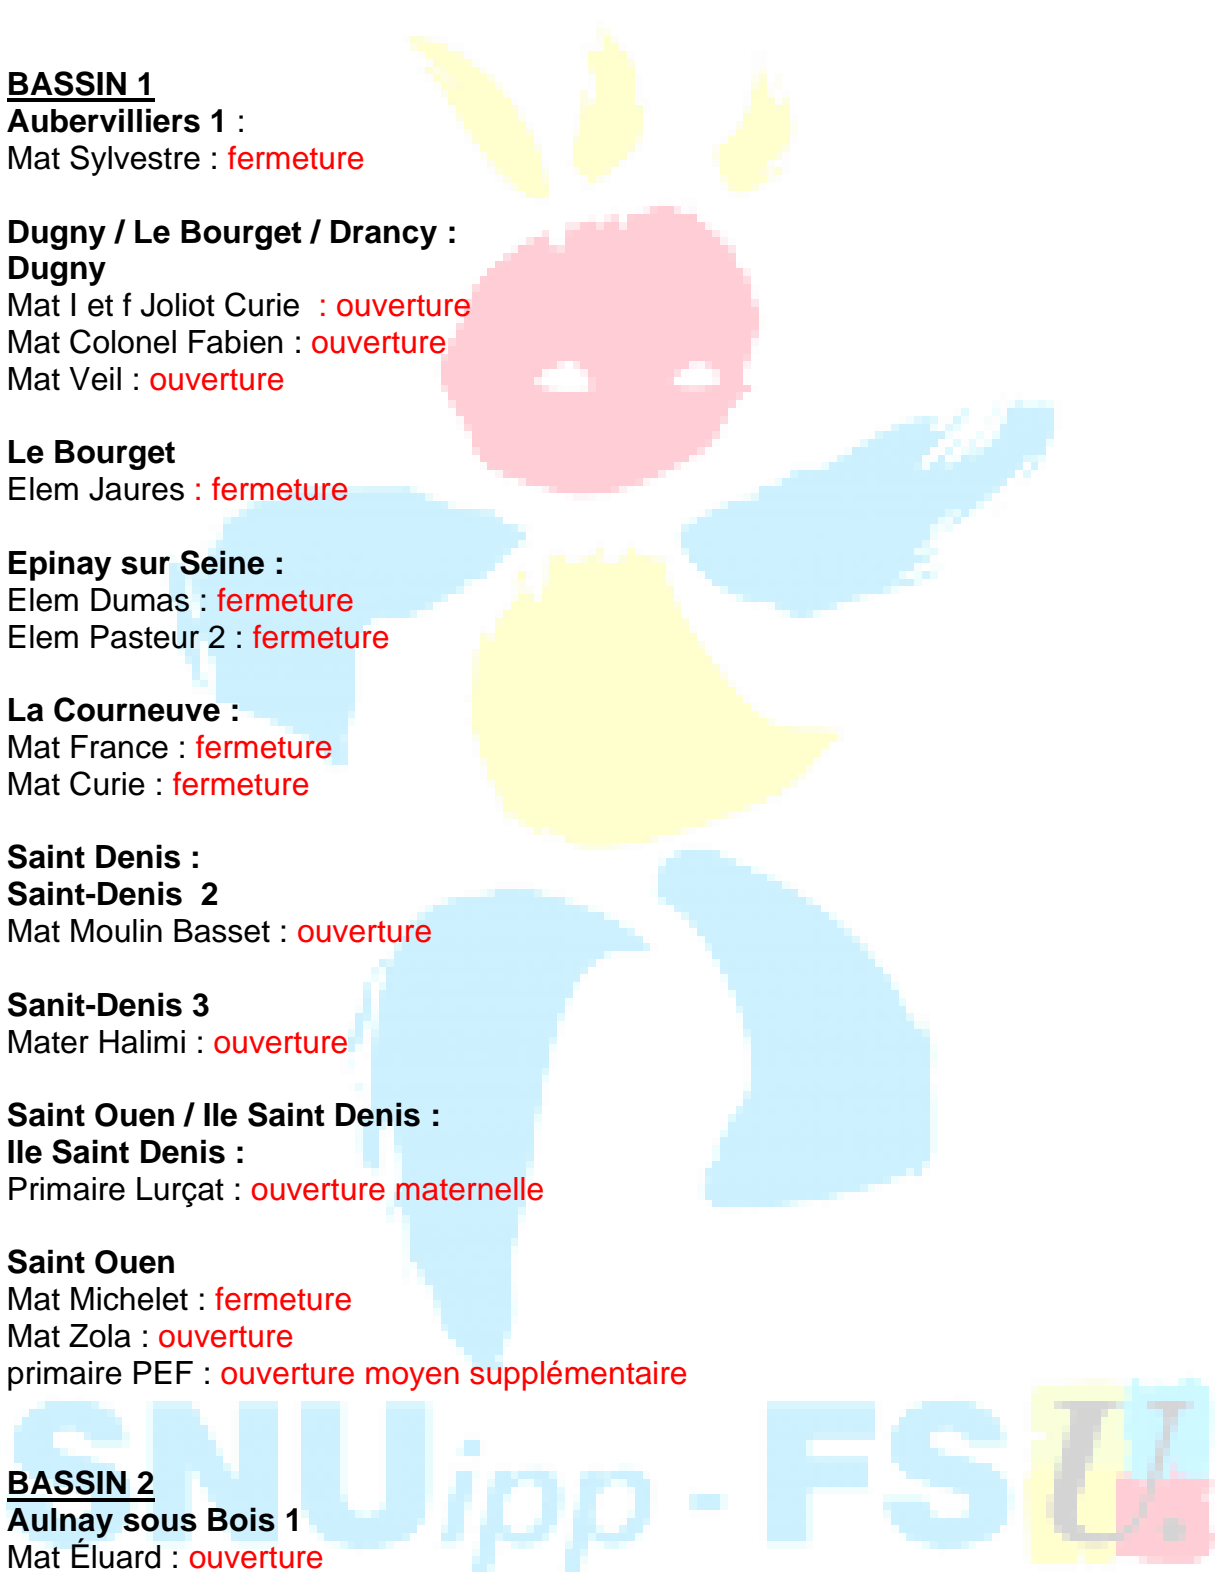 BASSIN 1
Aubervilliers 1 :
Mat Sylvestre : fermeture
Dugny / Le Bourget / Drancy :
Dugny
Mat I et f Joliot Curie  : ouverture
Mat Colonel Fabien : ouverture
Mat Veil : ouverture
Le Bourget
Elem Jaures : fermeture
Epinay sur Seine :
Elem Dumas : fermeture
Elem Pasteur 2 : fermeture
La Courneuve :
Mat France : fermeture
Mat Curie : fermeture
Saint Denis :
Saint-Denis  2
Mat Moulin Basset : ouverture
Sanit-Denis 3
Mater Halimi : ouverture
Saint Ouen / Ile Saint Denis :
Ile Saint Denis :
Primaire Lurçat : ouverture maternelle
Saint Ouen
Mat Michelet : fermeture
Mat Zola : ouverture
primaire PEF : ouverture moyen supplémentaire
SNUipp - FSU.
BASSIN 2
Aulnay sous Bois 1
Mat Éluard : ouverture